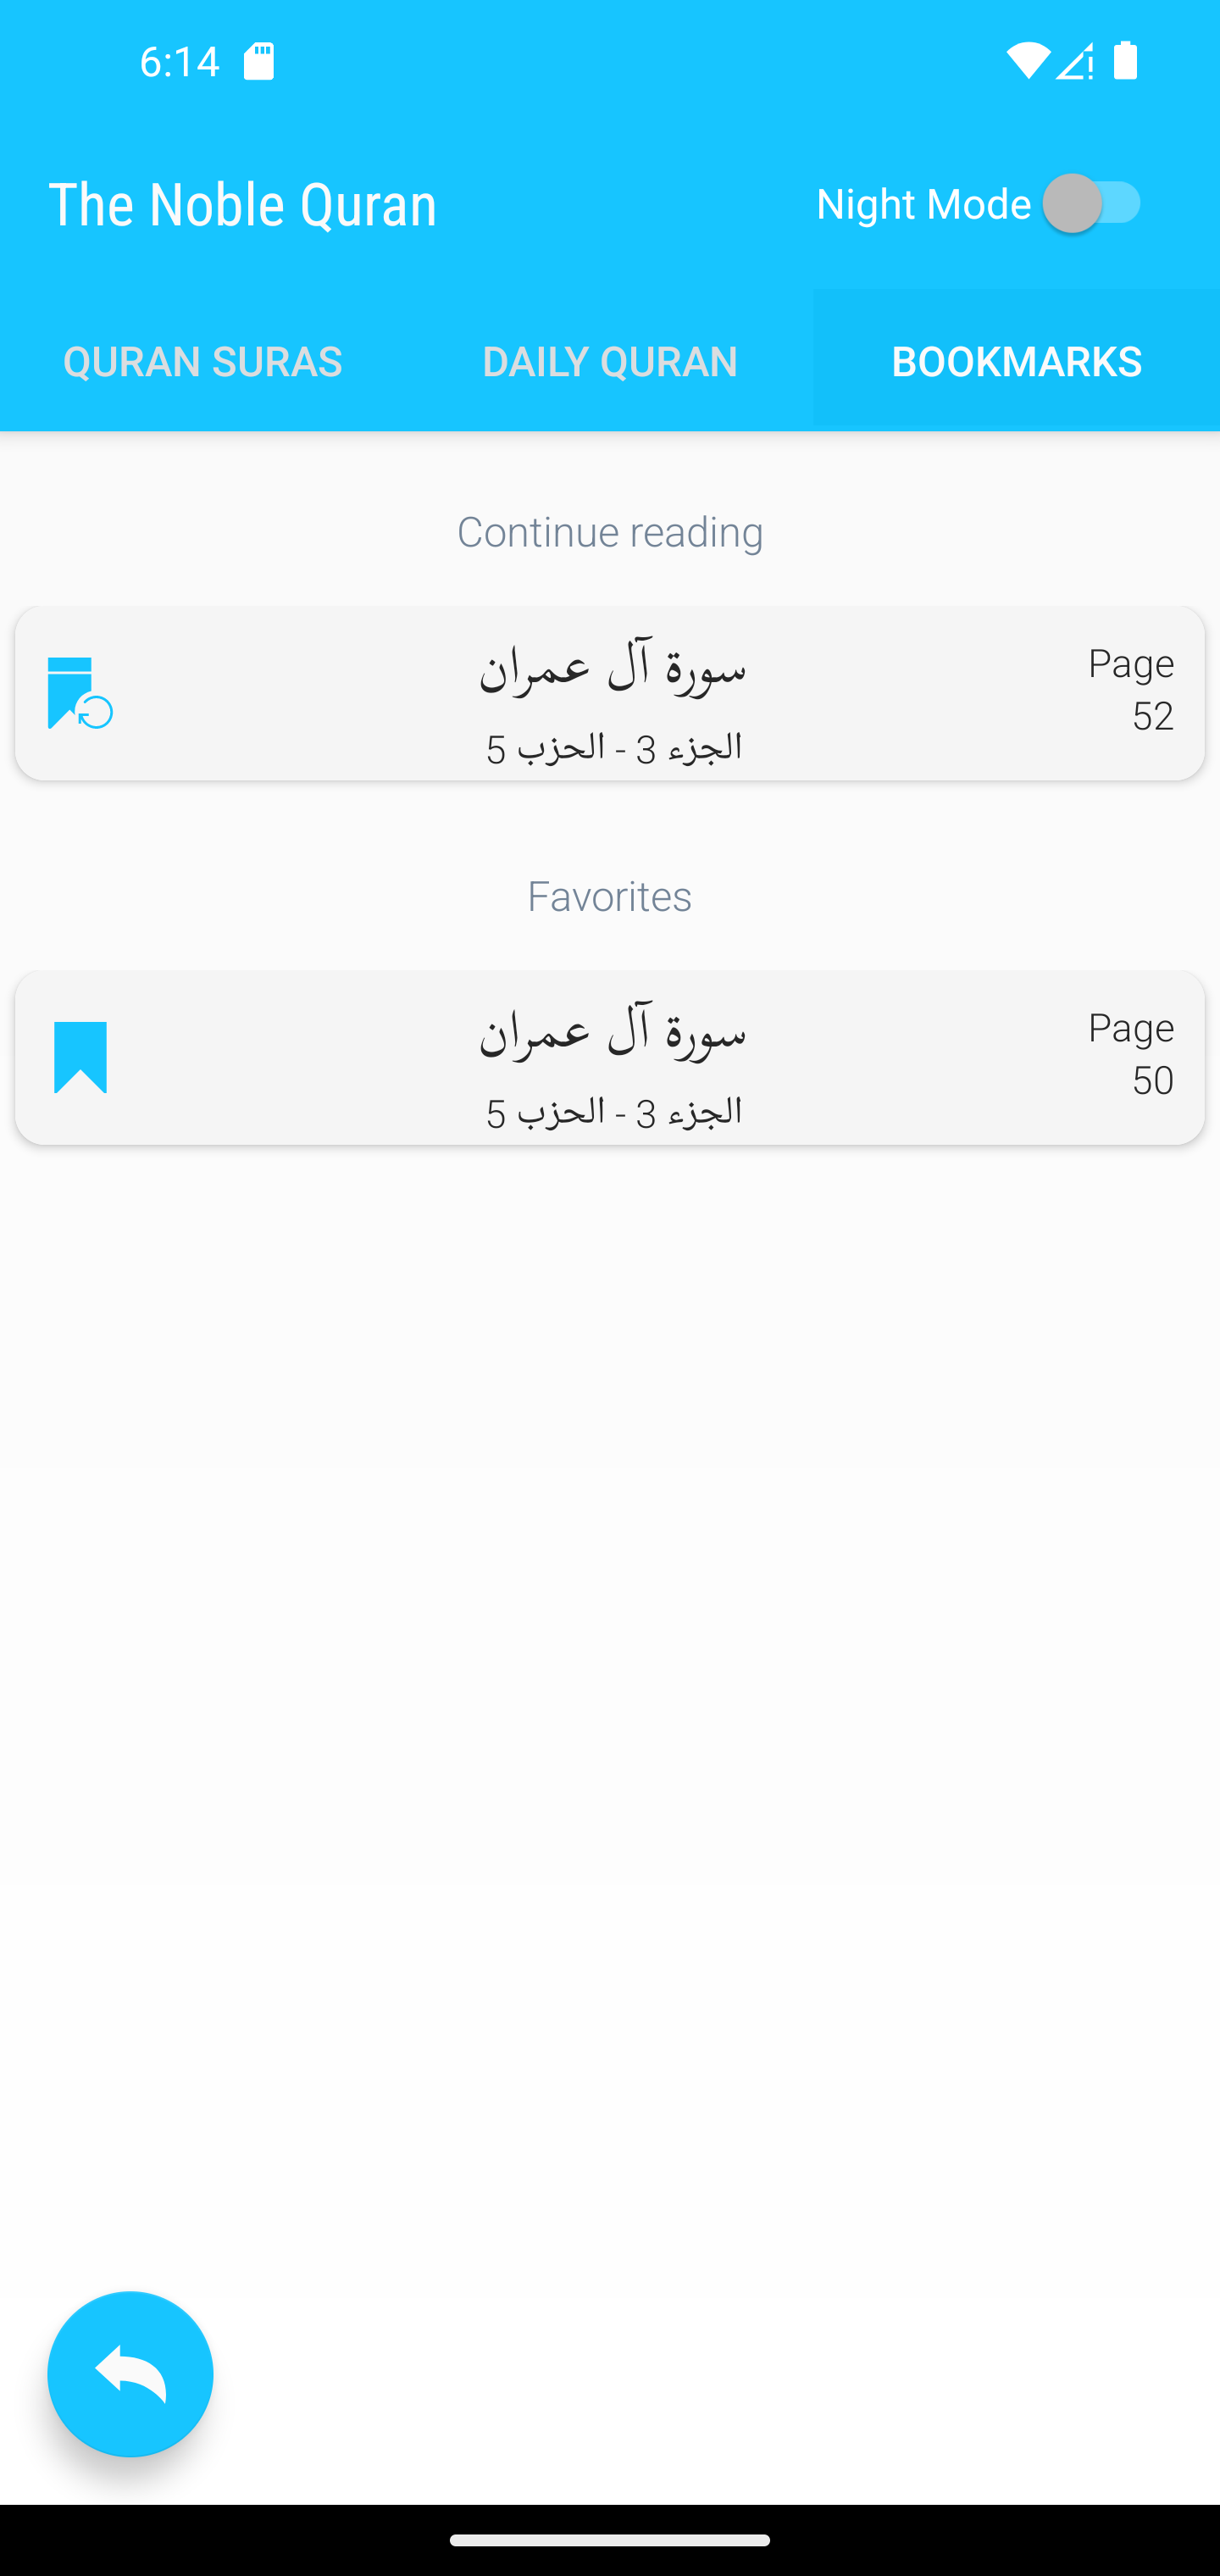 6:14
The Noble Quran
Night Mode
QURAN SURAS
DAILY QURAN
BOOKMARKS
Continue reading
سورة آل عمران
الجزء 3 - الحزب 5
Page
52
Favorites
سورة آل عمران
الجزء 3 - الحزب 5
Page
50